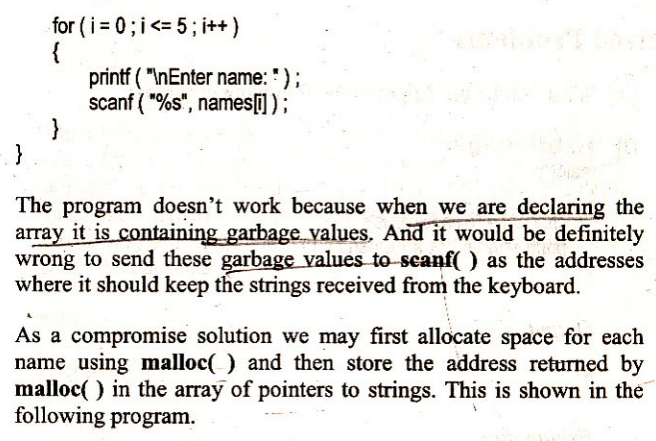 for ( i = 0 ; i <= 5 ; i++ )
{
printf ( "\nEnter name: " ) ;
scanf ( "%s", names[i] ) ;
}
}
The program doesn't work because when we are declaring the
array it is containing garbage values. And it would be definitely
wrong to send these garbage values to scanf( ) as the addresses
where it should keep the strings received from the keyboard.
As a compromise solution we may first allocate space for each
name using malloc( ) and then store the address returned by
malloc( ) in the array of pointers to strings. This is shown in the
following program.